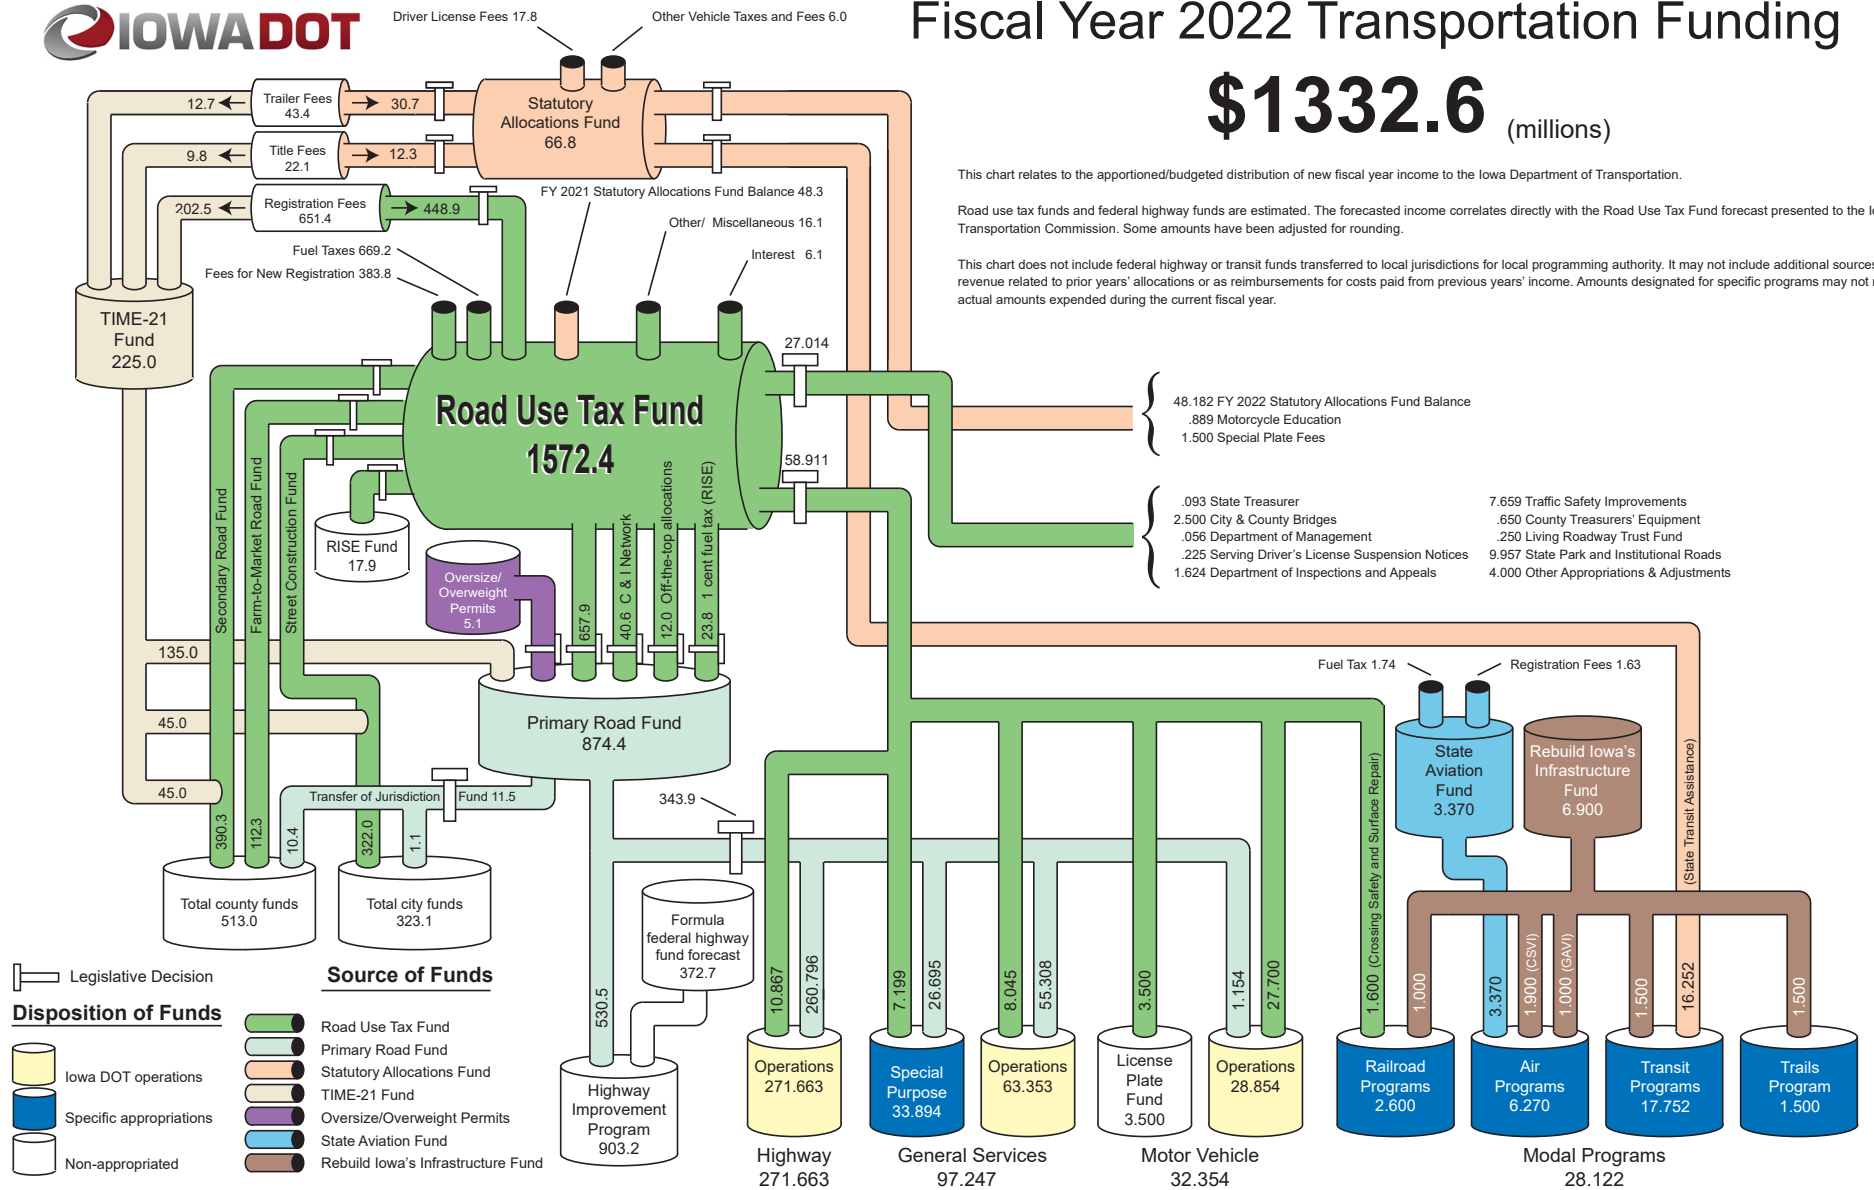 IOWADOT
Driver License Fees 17.8
Other Vehicle Taxes and Fees 6.0
Fiscal Year 2022 Transportation Funding
$1332.6 (millions)
This chart relates to the apportioned/budgeted distribution of new fiscal year income to the Iowa Department of Transportation.
Road use tax funds and federal highway funds are estimated. The forecasted income correlates directly with the Road Use Tax Fund forecast presented to the
Transportation Commission. Some amounts have been adjusted for rounding.
This chart does not include federal highway or transit funds transferred to local jurisdictions for local programming authority. It may not include additional sources
revenue related to prior years' allocations or as reimbursements for costs paid from previous years' income. Amounts designated for specific programs may not
actual amounts expended during the current fiscal year.
12.7
Trailer Fees
43.4
30.7
Statutory
Allocations Fund
66.8
9.8
Title Fees
22.1
12.3
202.5
Registration Fees
651.4
448.9
FY 2021 Statutory Allocations Fund Balance 48.3
Other/ Miscellaneous 16.1
Interest 6.1
Fuel Taxes 669.2
Fees for New Registration 383.8
TIME-21
Fund
225.0
Road Use Tax Fund
1572.4
27.014
58.911
48.182 FY 2022 Statutory Allocations Fund Balance
.889 Motorcycle Education
1.500 Special Plate Fees
.093 State Treasurer
2.500 City & County Bridges
.056 Department of Management
.225 Serving Driver's License Suspension Notices
1.624 Department of Inspections and Appeals
7.659 Traffic Safety Improvements
.650 County Treasurers' Equipment
.250 Living Roadway Trust Fund
9.957 State Park and Institutional Roads
4.000 Other Appropriations & Adjustments
Secondary Road Fund
Farm-to-Market Road Fund
Street Construction Fund
RISE Fund
17.9
Oversize/
Overweight
Permits
5.1
657.9
40.6 C & I Network
12.0 Off-the-top allocations
23.8 1 cent fuel tax (RISE)
135.0
45.0
45.0
Primary Road Fund
874.4
Transfer of Jurisdiction Fund 11.5
343.9
390.3
112.3
10.4
322.0
1.1
Total county funds
513.0
Total city funds
323.1
Formula
federal highway
fund forecast
372.7
530.5
Highway
Improvement
Program
903.2
Fuel Tax 1.74
Registration Fees 1.63
State
Aviation
Fund
3.370
Rebuild Iowa's
Infrastructure
Fund
6.900
10.867
260.796
7.199
26.695
8.045
55.308
3.500
1.154
27.700
1.600 (Crossing Safety and Surface Repair)
1.000
3.370
1.900 (CSVI)
1.000 (GAVI)
1.500
16.252
(State Transit Assistance)
1.500
Operations
271.663
Special
Purpose
33.894
Operations
63.353
License
Plate
Fund
3.500
Operations
28.854
Railroad
Programs
2.600
Air
Programs
6.270
Transit
Programs
17.752
Trails
Program
1.500
Highway
271.663
General Services
97.247
Motor Vehicle
32.354
Modal Programs
28.122
Legislative Decision
Disposition of Funds
Iowa DOT operations
Specific appropriations
Non-appropriated
Source of Funds
Road Use Tax Fund
Primary Road Fund
Statutory Allocations Fund
TIME-21 Fund
Oversize/Overweight Permits
State Aviation Fund
Rebuild Iowa's Infrastructure Fund